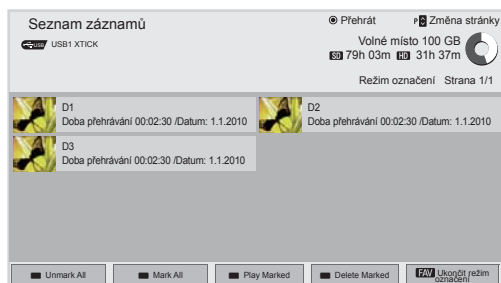 Seznam záznamů
Přehrát
P Změna stránky
USB USB1 XTICK
Volné místo 100 GB
SD 79h 03m HD 31h 37m
Režim označení Strana 1/1
D1
Doba přehrávání 00:02:30 /Datum: 1.1.2010
D2
Doba přehrávání 00:02:30 /Datum: 1.1.2010
D3
Doba přehrávání 00:02:30 /Datum: 1.1.2010
Unmark All
Mark All
Play Marked
Delete Marked
FAV Ukončit režim
označení